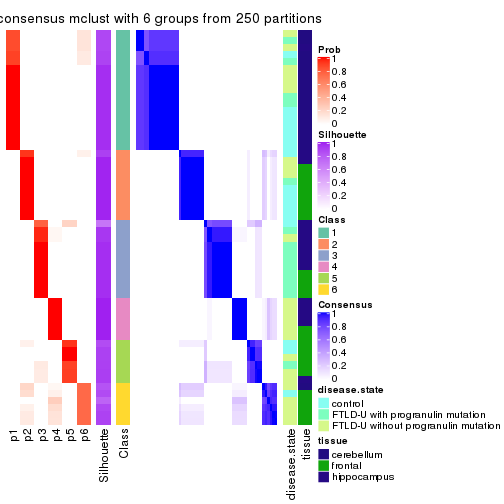 consensus mclust with 6 groups from 250 partitions
Prob
1
0.8
0.6
0.4
0.2
0
Silhouette
1
0.8
0.6
0.4
0.2
0
Class
1
2
3
4
5
6
Consensus
1
0.8
0.6
0.4
0.2
0
disease.state
control
FTLD-U with progranulin mutation
FTLD-U without progranulin mutation
tissue
cerebellum
frontal
hippocampus
p1
p2
p3
p4
p5
p6
Silhouette
Class
disease.state
tissue